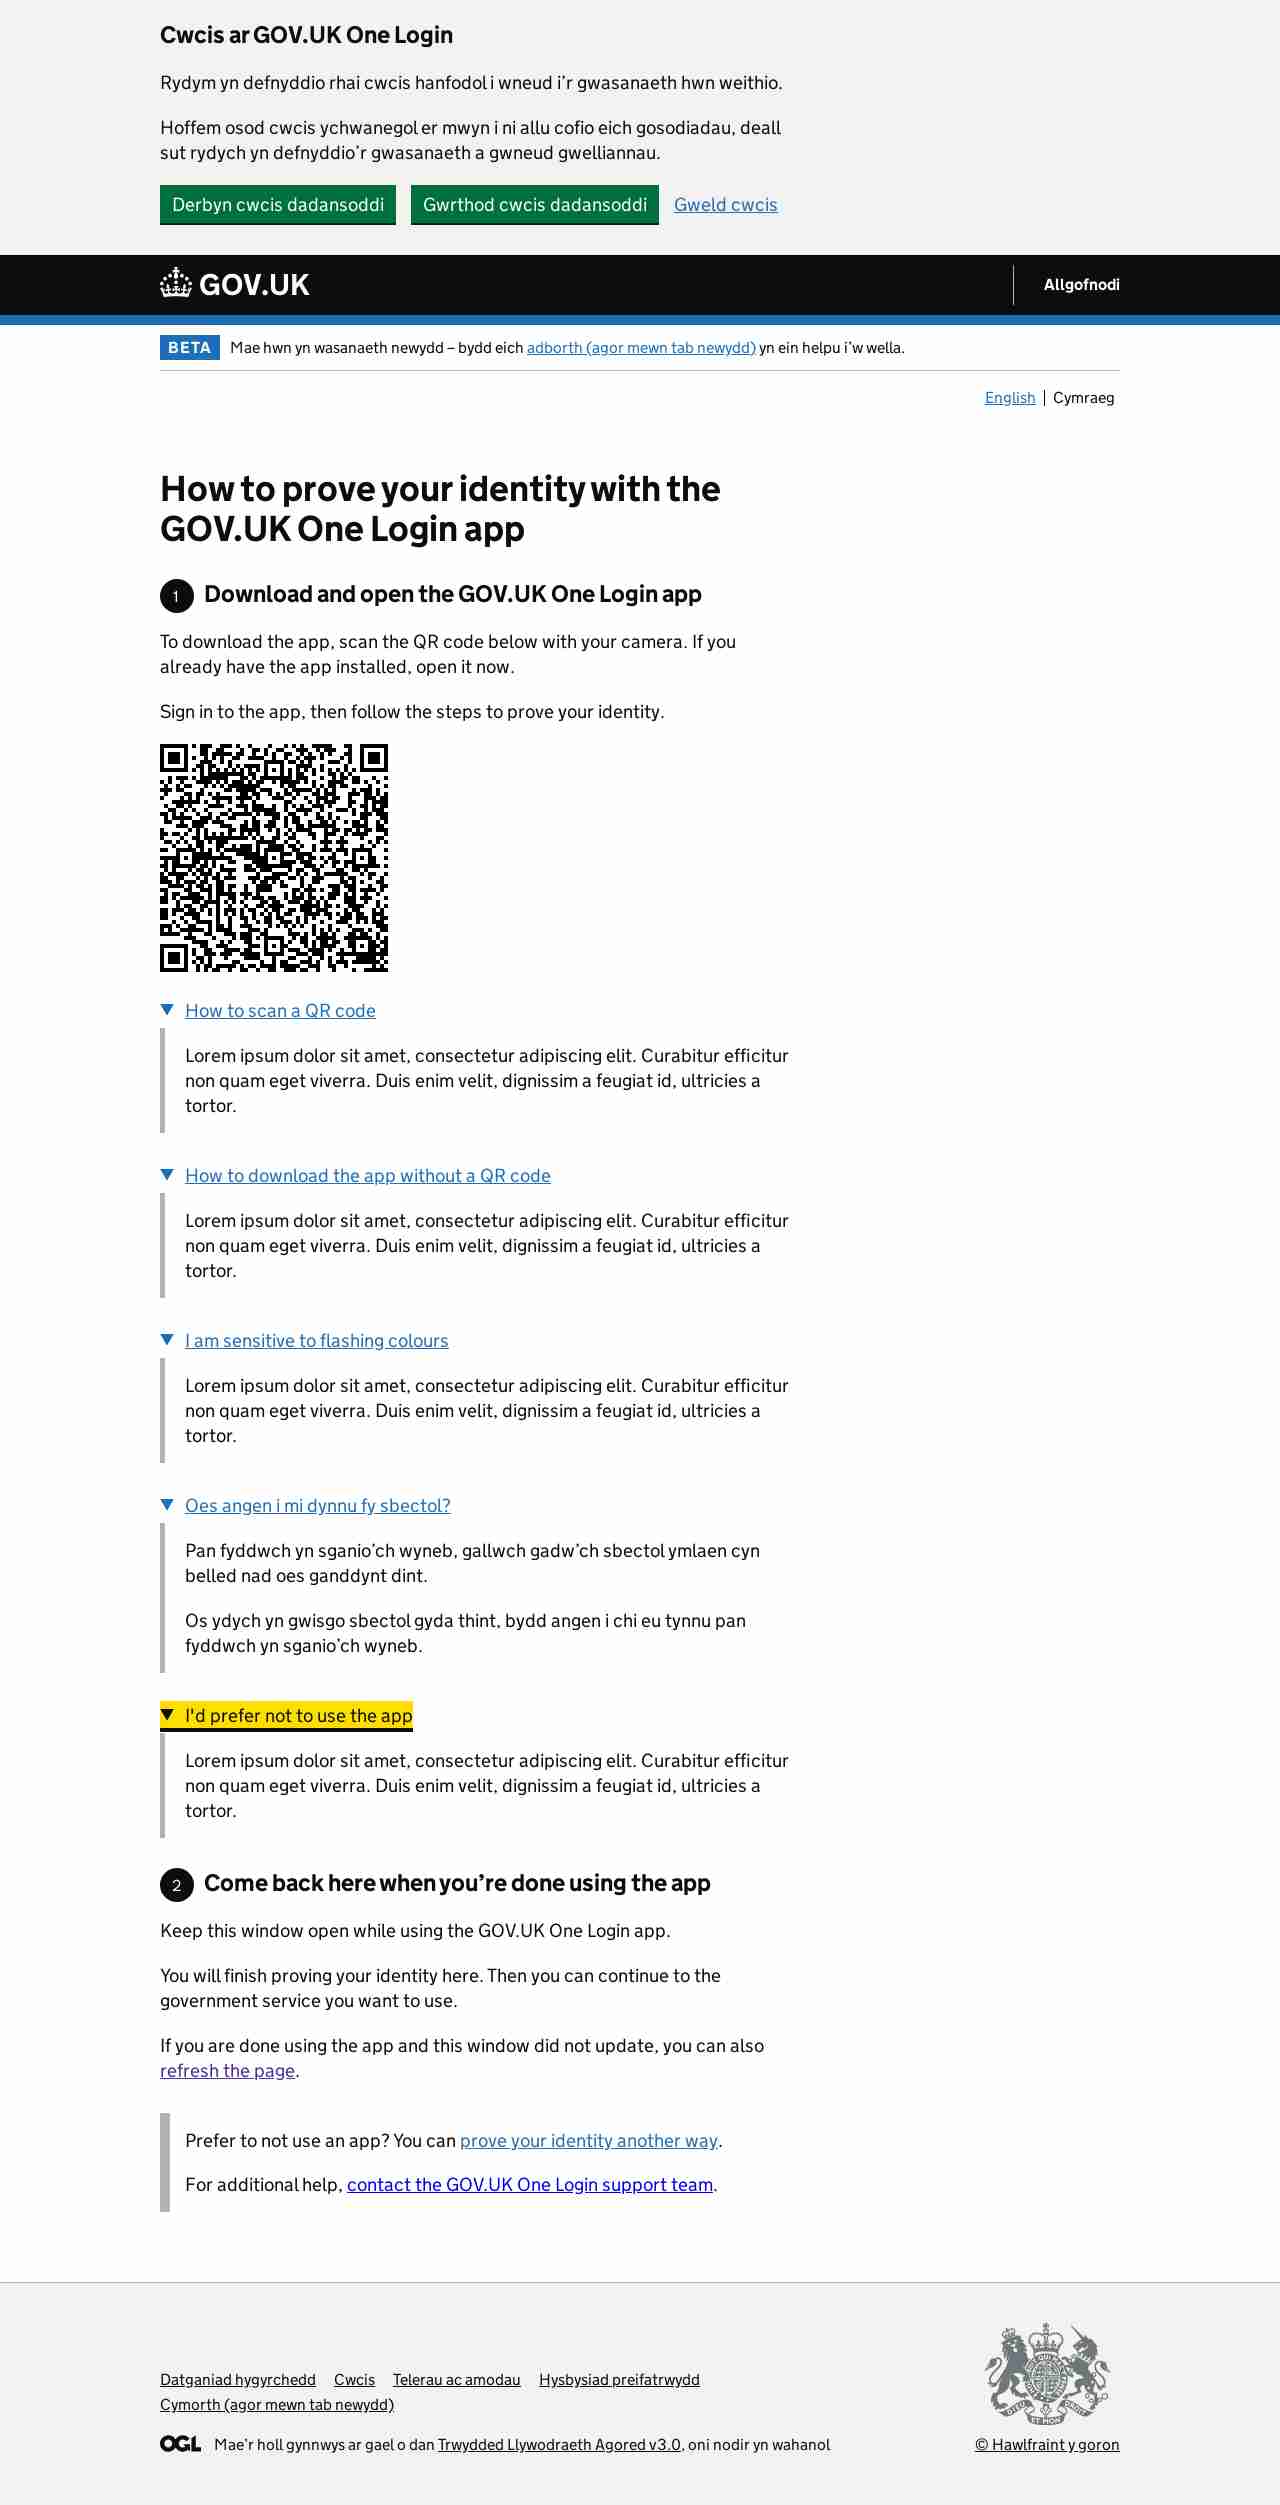 Cwcis ar GOV.UK One Login
Rydym yn defnyddio rhai cwcis hanfodol i wneud i’r gwasanaeth hwn weithio.
Hoffem osod cwcis ychwanegol er mwyn i ni allu cofio eich gosodiadau, deall
sut rydych yn defnyddio’r gwasanaeth a gwneud gwelliannau.
Derbyn cwcis dadansoddi Gwrthod cwcis dadansoddi Gweld cwcis
GOV.UK Allgofnodi
BETA Mae hwn yn wasanaeth newydd – bydd eich adborth (agor mewn tab newydd) yn ein helpu i’w wella.
English Cymraeg
How to prove your identity with the
GOV.UK One Login app
1 Download and open the GOV.UK One Login app
To download the app, scan the QR code below with your camera. If you
already have the app installed, open it now.
Sign in to the app, then follow the steps to prove your identity.
How to scan a QR code
Lorem ipsum dolor sit amet, consectetur adipiscing elit. Curabitur efficitur
non quam eget viverra. Duis enim velit, dignissim a feugiat id, ultricies a
tortor.
How to download the app without a QR code
Lorem ipsum dolor sit amet, consectetur adipiscing elit. Curabitur efficitur
non quam eget viverra. Duis enim velit, dignissim a feugiat id, ultricies a
tortor.
I am sensitive to flashing colours
Lorem ipsum dolor sit amet, consectetur adipiscing elit. Curabitur efficitur
non quam eget viverra. Duis enim velit, dignissim a feugiat id, ultricies a
tortor.
Oes angen i mi dynnu fy sbectol?
Pan fyddwch yn sganio’ch wyneb, gallwch gadw’ch sbectol ymlaen cyn
belled nad oes ganddynt dint.
Os ydych yn gwisgo sbectol gyda thint, bydd angen i chi eu tynnu pan
fyddwch yn sganio’ch wyneb.
I'd prefer not to use the app
Lorem ipsum dolor sit amet, consectetur adipiscing elit. Curabitur efficitur
non quam eget viverra. Duis enim velit, dignissim a feugiat id, ultricies a
tortor.
2 Come back here when you’re done using the app
Keep this window open while using the GOV.UK One Login app.
You will finish proving your identity here. Then you can continue to the
government service you want to use.
If you are done using the app and this window did not update, you can also
refresh the page.
Prefer to not use an app? You can prove your identity another way.
For additional help, contact the GOV.UK One Login support team.
Datganiad hygyrchedd Cwcis Telerau ac amodau Hysbysiad preifatrwydd
Cymorth (agor mewn tab newydd)
OGL Mae’r holl gynnwys ar gael o dan Trwydded Llywodraeth Agored v3.0, oni nodir yn wahanol
© Hawlfraint y goron